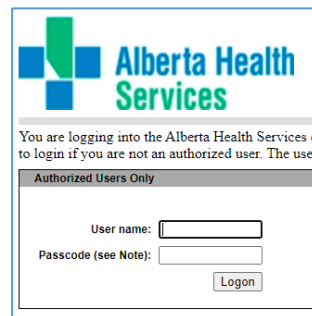 Alberta Health
Services
You are logging into the Alberta Health Services
to login if you are not an authorized user. The use
Authorized Users Only
User name:
Passcode (see Note):
Logon